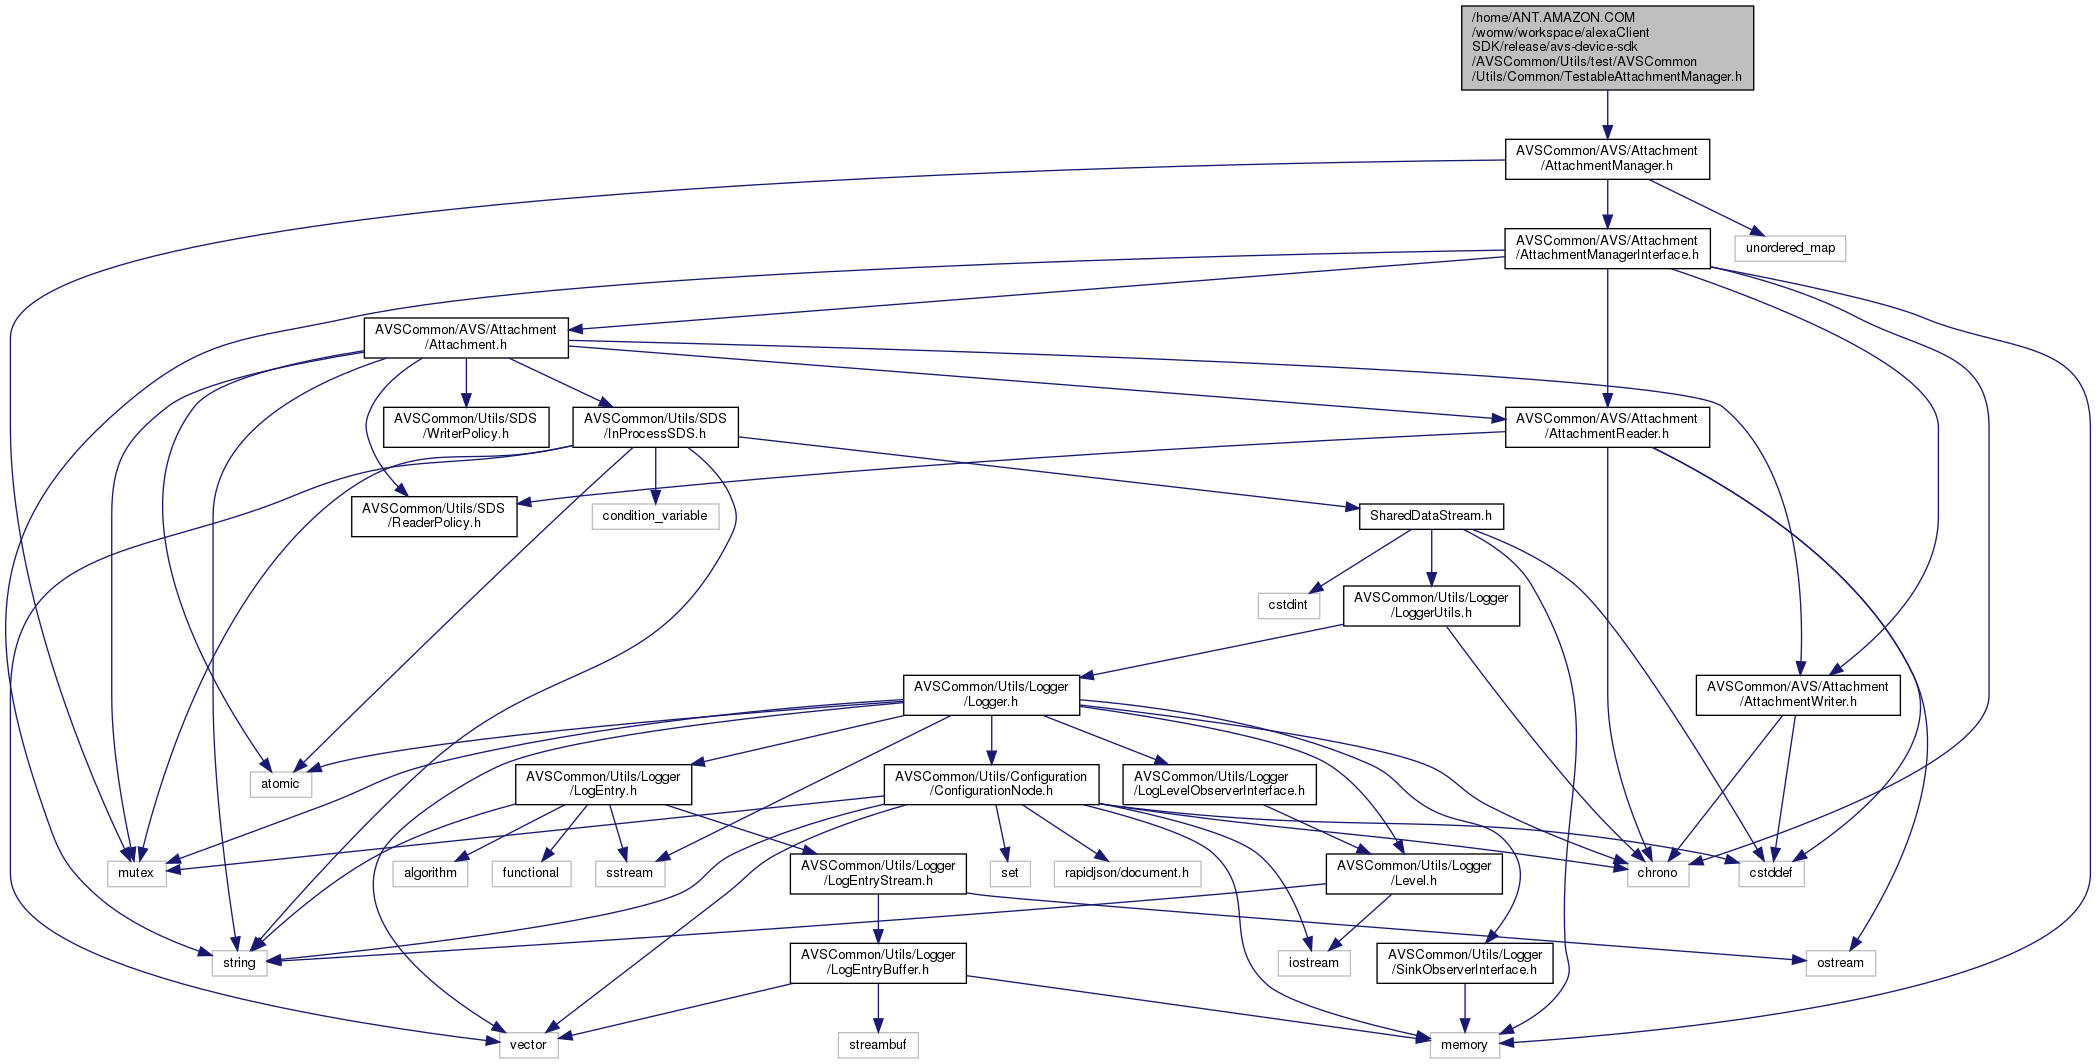 /home/ANT.AMAZON.COM
/womw/workspace/alexaClient
SDK/release/avs-device-sdk
/AVSCommon/Utils/test/AVSCommon
/Utils/Common/TestableAttachmentManager.h
AVSCommon/AVS/Attachment
/AttachmentManager.h
AVSCommon/AVS/Attachment
/AttachmentManagerInterface.h
unordered_map
AVSCommon/AVS/Attachment
/Attachment.h
AVSCommon/Utils/SDS
/WriterPolicy.h
AVSCommon/Utils/SDS
/InProcessSDS.h
AVSCommon/AVS/Attachment
/AttachmentReader.h
AVSCommon/Utils/SDS
/ReaderPolicy.h
condition_variable
SharedDataStream.h
cstdint
AVSCommon/Utils/Logger
/LoggerUtils.h
AVSCommon/Utils/Logger
/Logger.h
AVSCommon/AVS/Attachment
/AttachmentWriter.h
atomic
AVSCommon/Utils/Logger
/LogEntry.h
AVSCommon/Utils/Configuration
/ConfigurationNode.h
AVSCommon/Utils/Logger
/LogLevelObserverInterface.h
mutex
algorithm
functional
sstream
AVSCommon/Utils/Logger
/LogEntryStream.h
set
rapidjson/document.h
AVSCommon/Utils/Logger
/Level.h
chrono
cstddef
string
AVSCommon/Utils/Logger
/LogEntryBuffer.h
iostream
AVSCommon/Utils/Logger
/SinkObserverInterface.h
ostream
vector
streambuf
memory